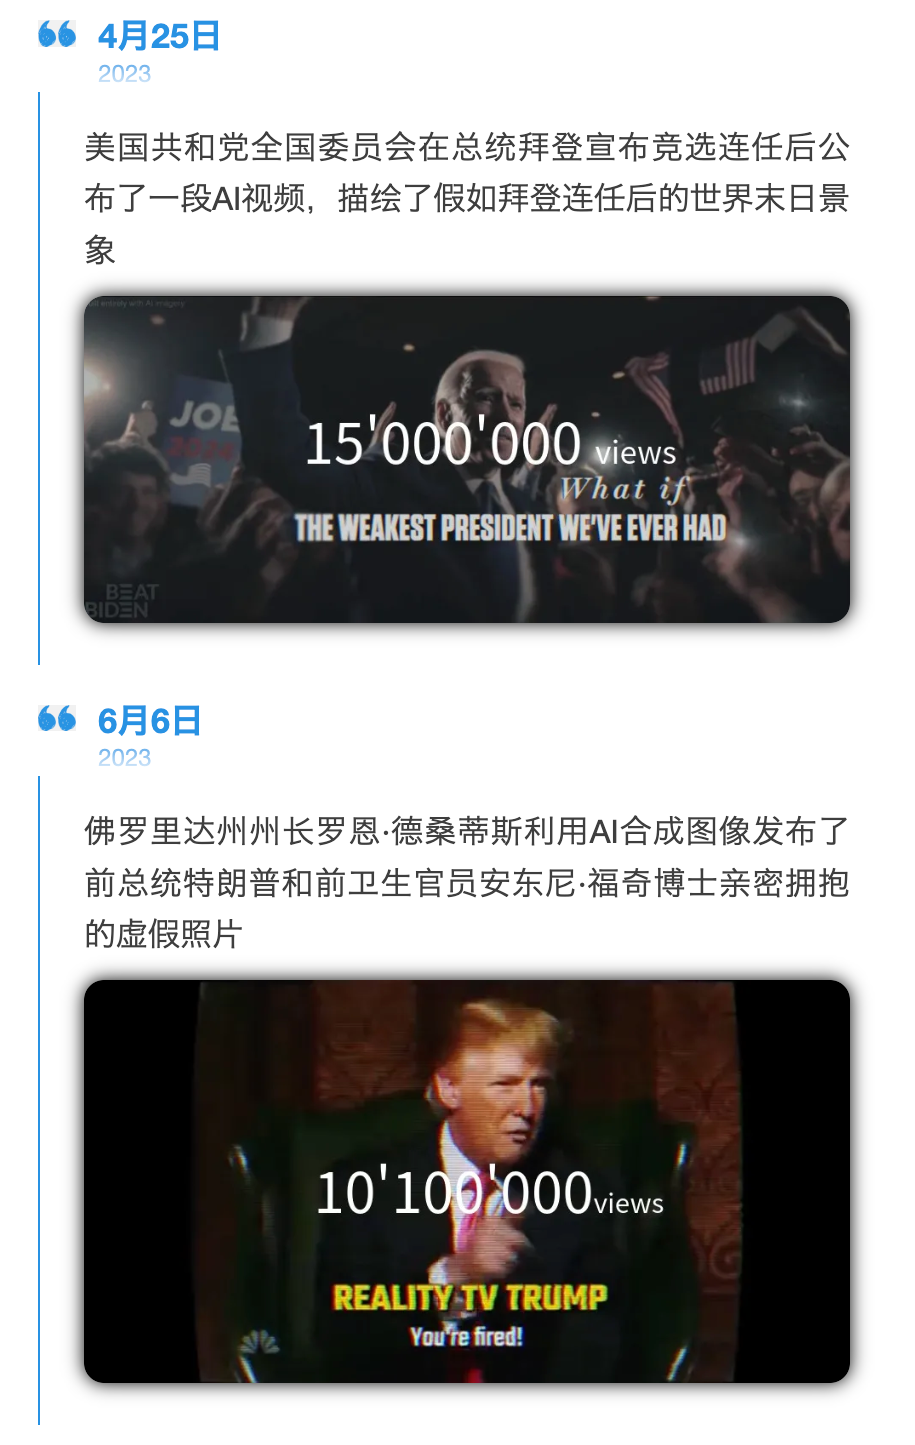 4月25日
2023
美国共和党全国委员会在总统拜登宣布竞选连任后公
布了一段AI视频，描绘了假如拜登连任后的世界末日景
象
JOE
2024
15'000'000 views
What if
THE WEAKEST PRESIDENT WE'VE EVER HAD
BEAT
BIDEN
6月6日
2023
佛罗里达州州长罗恩·德桑蒂斯利用AI合成图像发布了
前总统特朗普和前卫生官员安东尼·福奇博士亲密拥抱
的虚假照片
10'100'000views
REALITY TV TRUMP
You're fired!